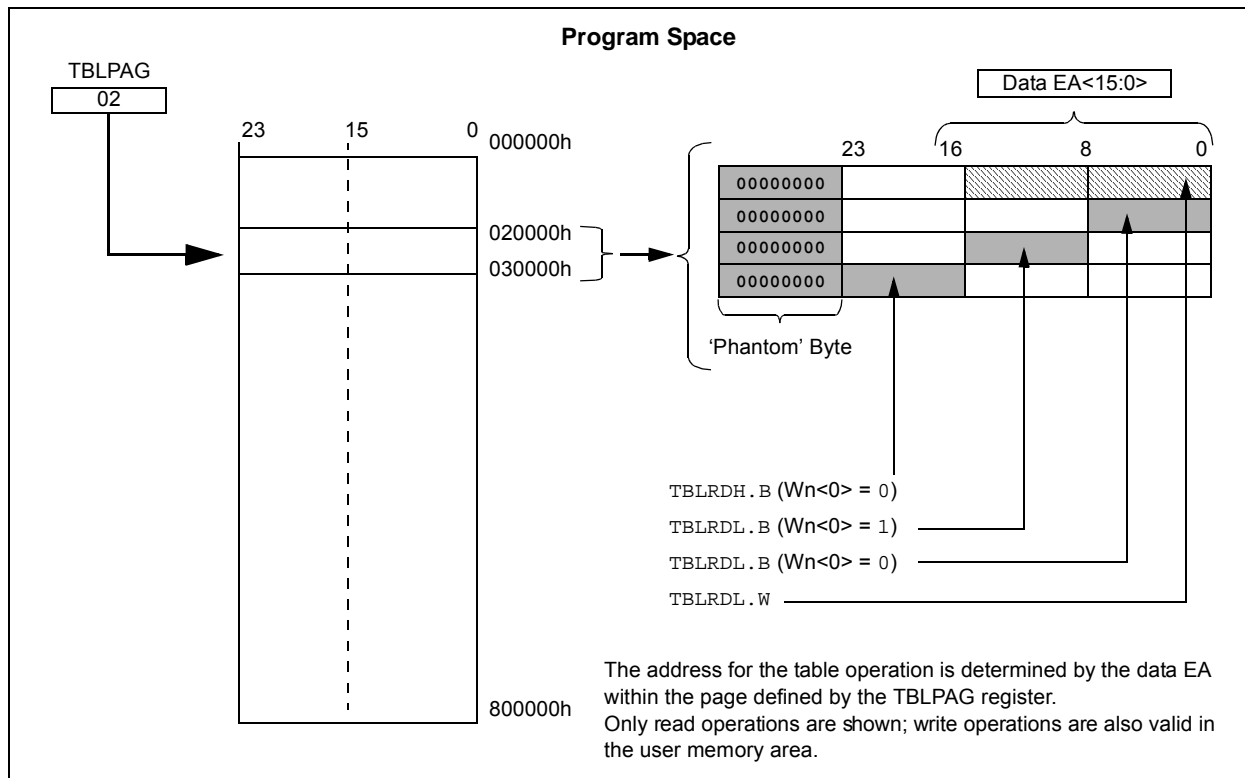 Program Space
TBLPAG
02
Data EA<15:0>
23 15 0
000000h
23 16 8 0
00000000
00000000
00000000
00000000
020000h
030000h
‘Phantom’ Byte
TBLRDH.B (Wn<0> = 0)
TBLRDL.B (Wn<0> = 1)
TBLRDL.B (Wn<0> = 0)
TBLRDL.W
800000h
The address for the table operation is determined by the data EA
within the page defined by the TBLPAG register.
Only read operations are shown; write operations are also valid in
the user memory area.